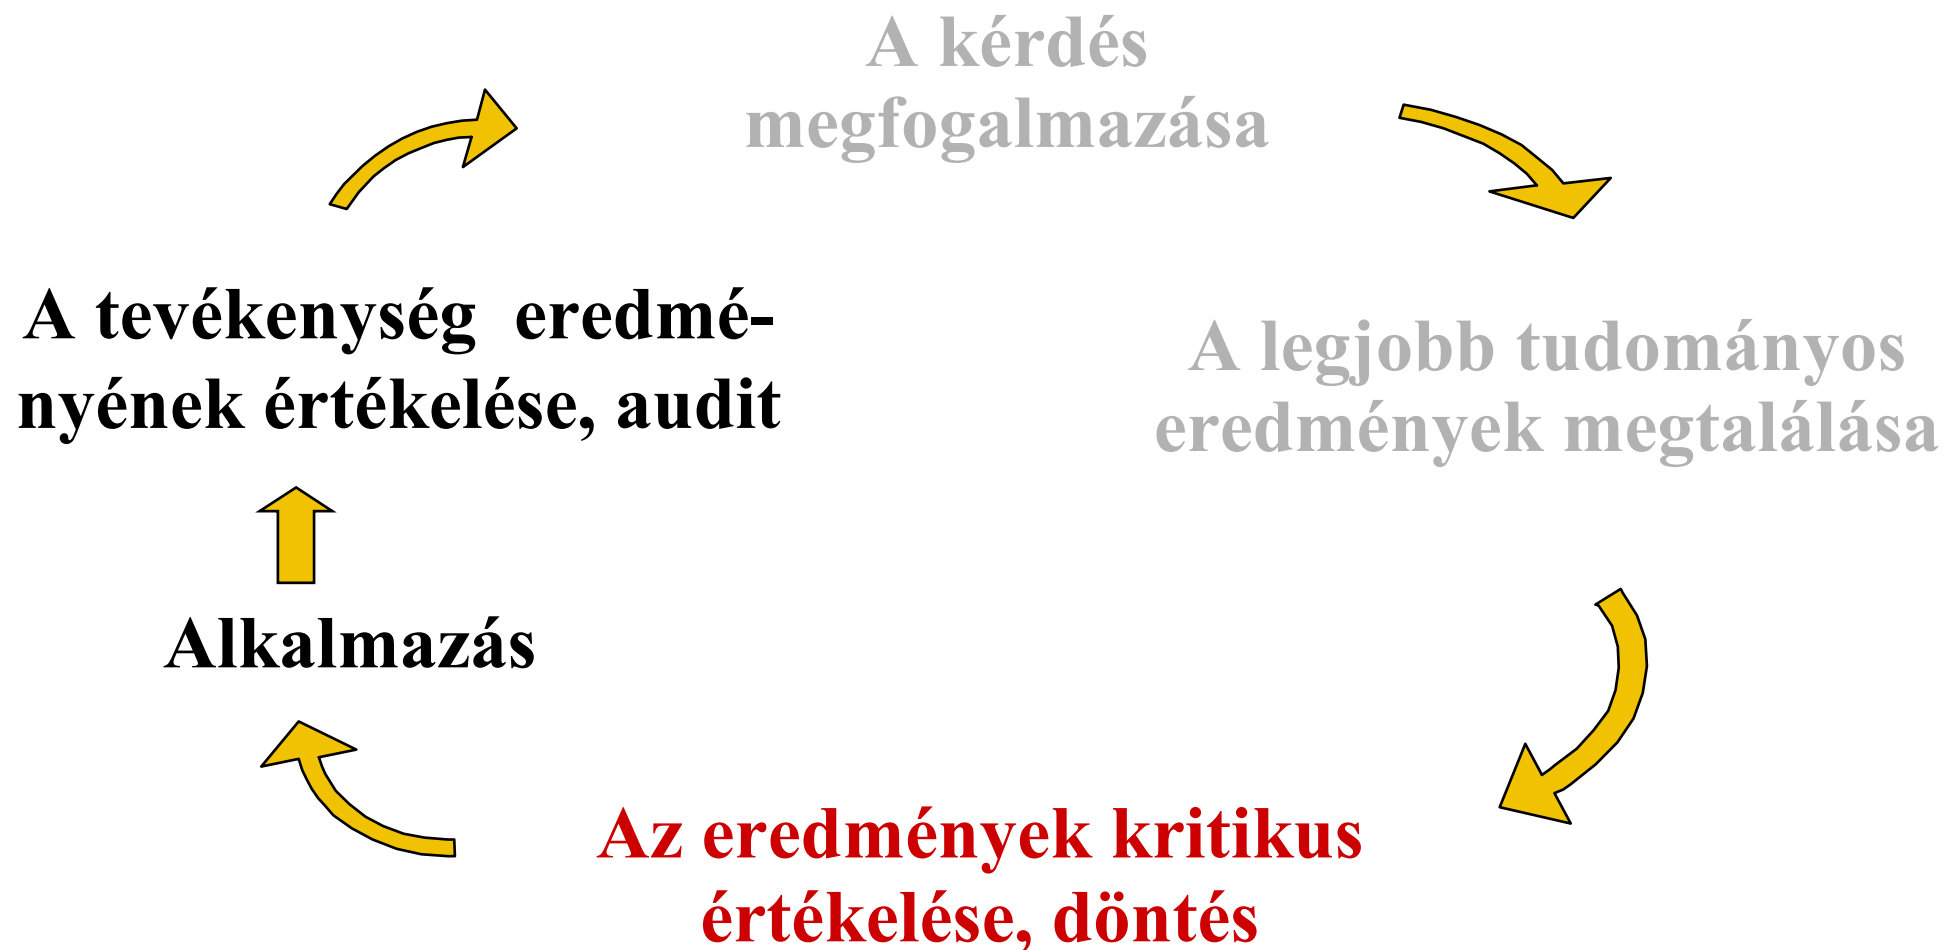 A kérdés
megfogalmazása
A legjobb tudományos
eredmények megtalálása
Az eredmények kritikus
értékelése, döntés
Alkalmazás
A tevékenység eredmé-
nyének értékelése, audit